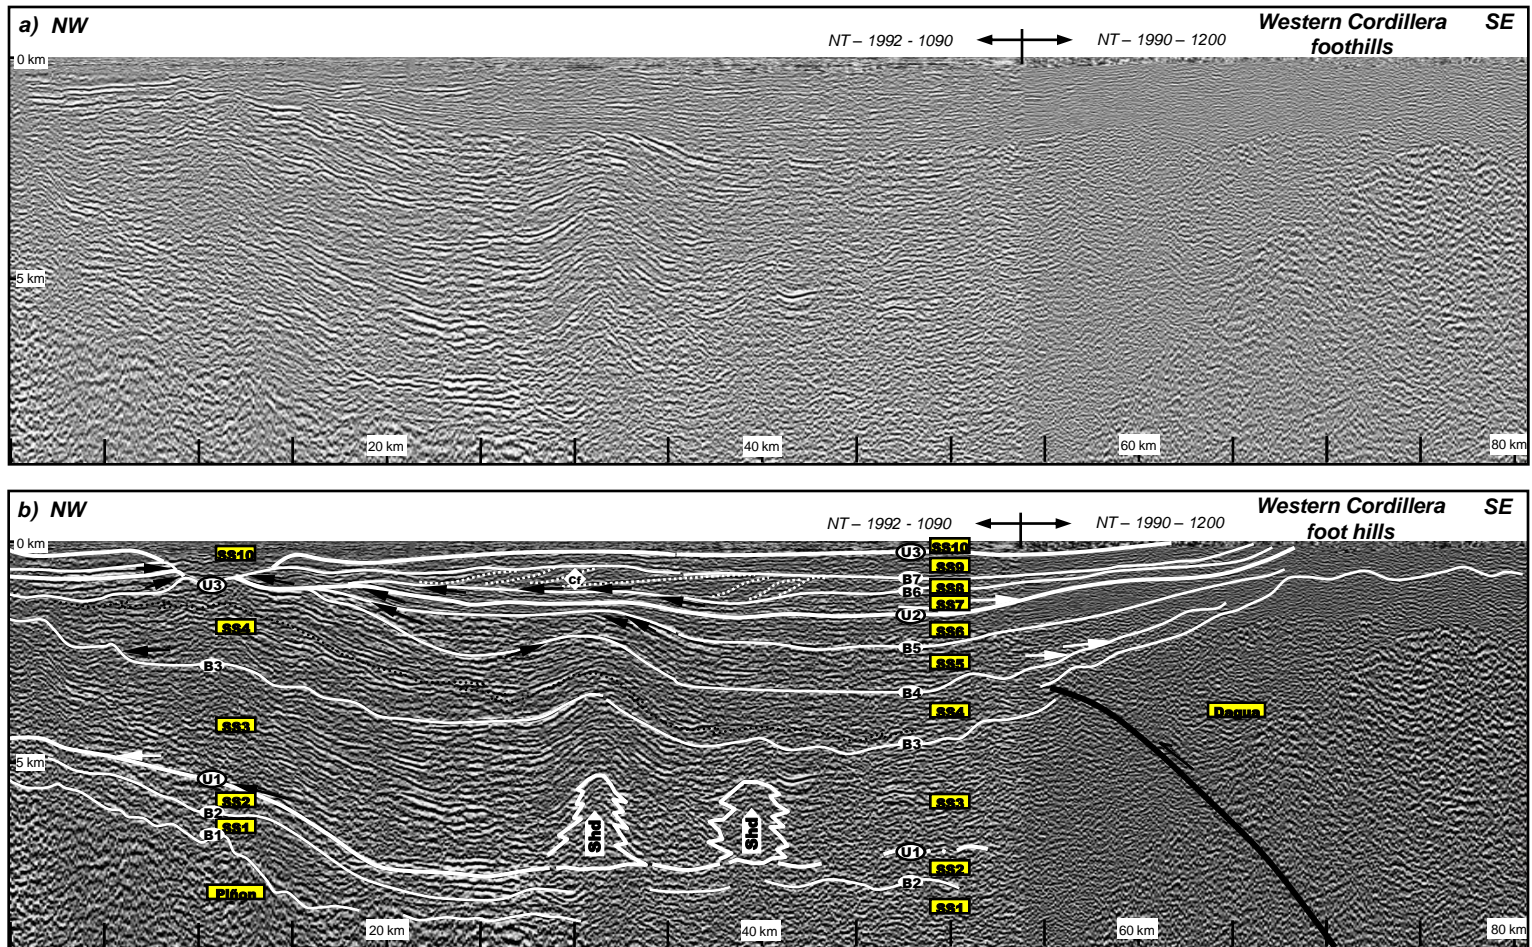 a) NW
Western Cordillera SE
NT – 1992 - 1090 NT – 1990 – 1200 foothills
0 km
5 km
20 km 40 km 60 km 80 km
b) NW
Western Cordillera SE
NT – 1992 - 1090 NT – 1990 – 1200 foot hills
0 km
SS10 U3 SS10
SS9
Cf B7
U3 B6 SS8
SS7
U2
SS4 SS6
B5
B3 SS5
B4
SS4 Dagua
SS3
B3
5 km
U1
SS2 SS3
B2
SS1 Shd Shd
B1
U1
SS2
Piñon B2
SS1
20 km 40 km 60 km 80 km